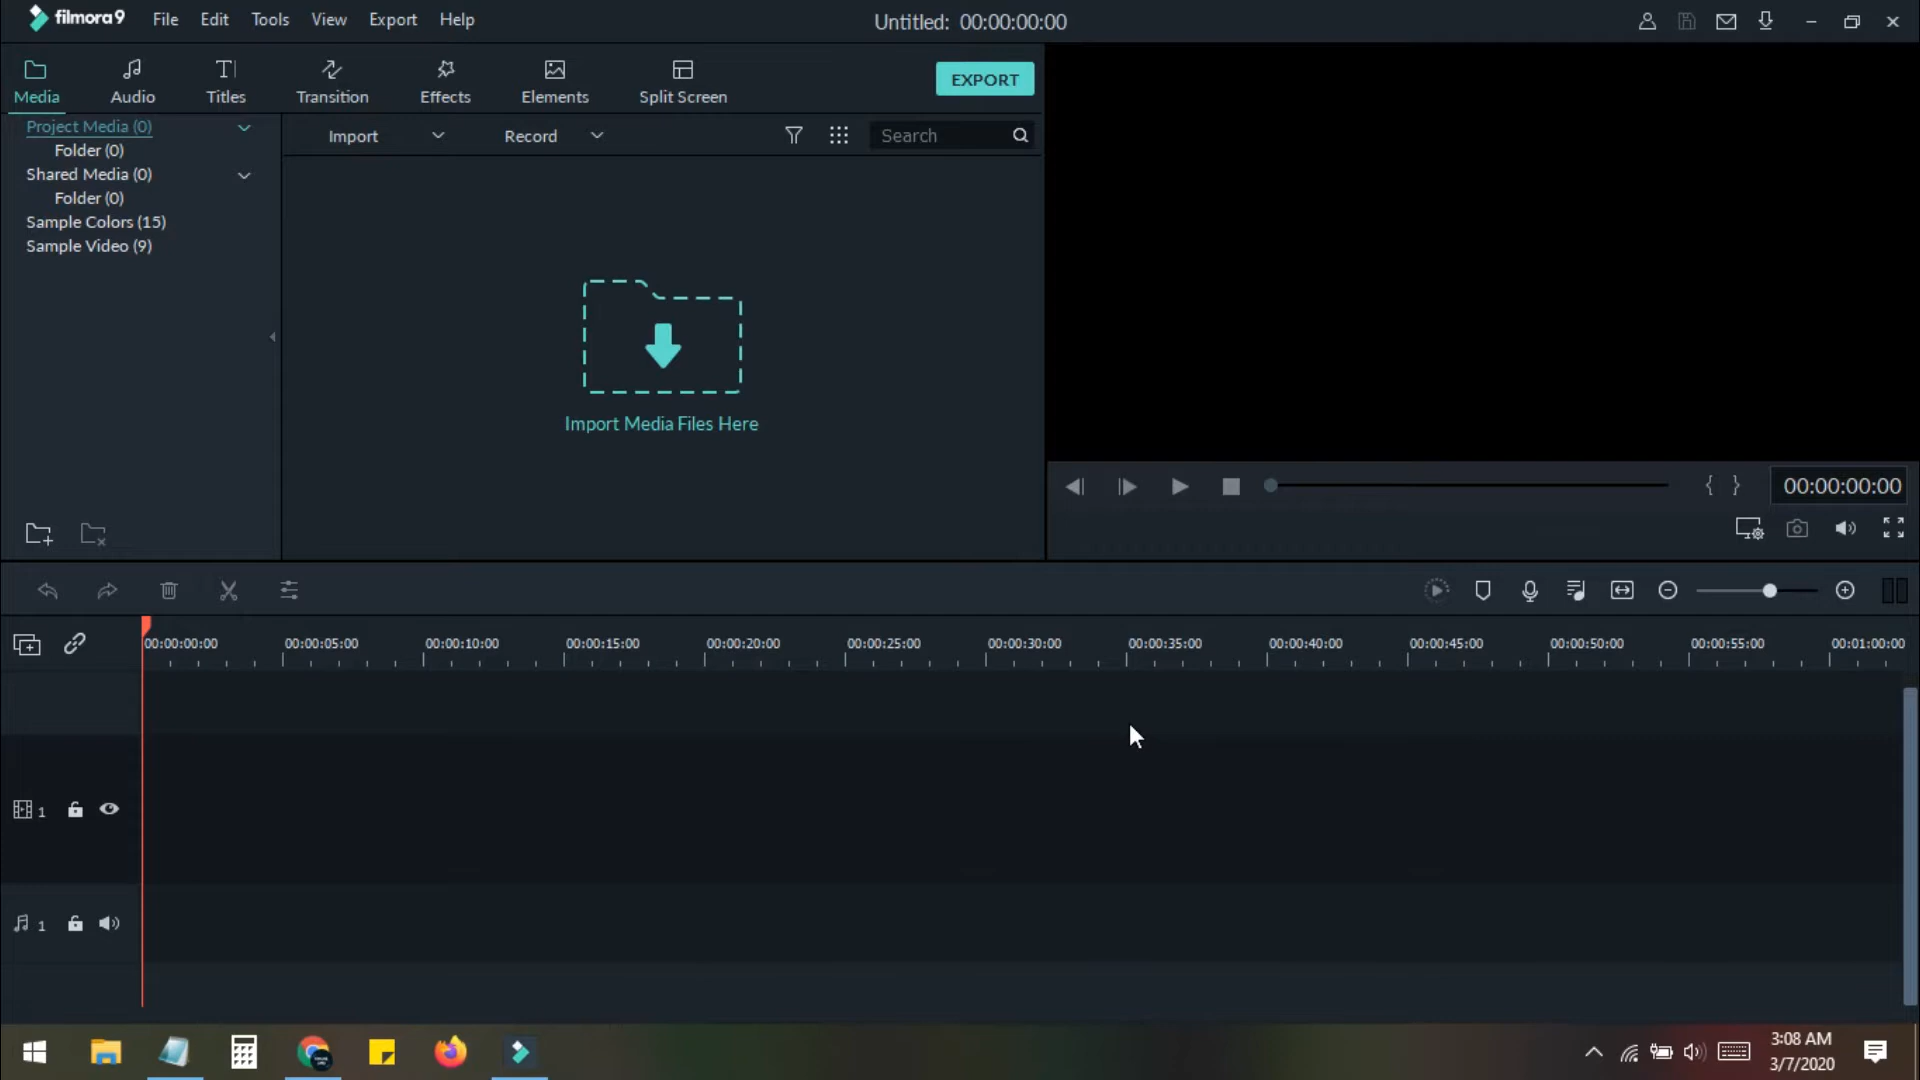 filmora9 File Edit Tools View Export Help Untitled: 00:00:00:00
Media Audio Titles Transition Effects Elements Split Screen EXPORT
Project Media (0)
Folder (0)
Shared Media (0)
Folder (0)
Sample Colors (15)
Sample Video (9)
Import Record Search
Import Media Files Here
{ } 00:00:00:00
00:00:00:00 00:00:05:00 00:00:10:00 00:00:15:00 00:00:20:00 00:00:25:00 00:00:30:00 00:00:35:00 00:00:40:00 00:00:45:00 00:00:50:00 00:00:55:00 00:01:00:00
1
1
3:08 AM
3/7/2020